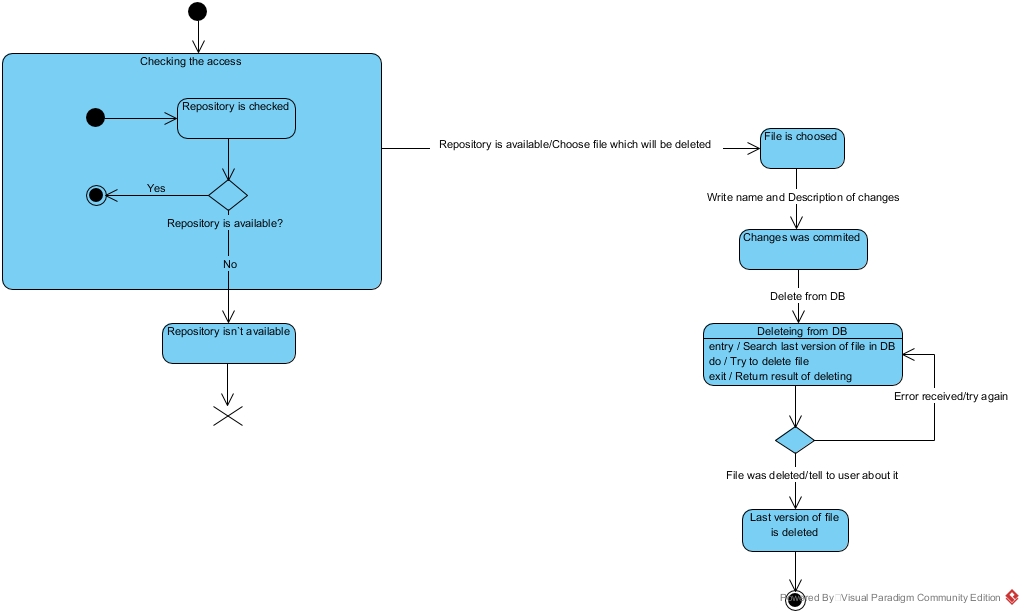 Checking the access
Repository is checked
Yes
Repository is available?
No
Repository isn`t available
Repository is available/Choose file which will be deleted
File is choosed
Write name and Description of changes
Changes was commited
Delete from DB
Deleteing from DB
entry / Search last version of file in DB
do / Try to delete file
exit / Return result of deleting
Error received/try again
File was deleted/tell to user about it
Last version of file
is deleted
Powered By Visual Paradigm Community Edition